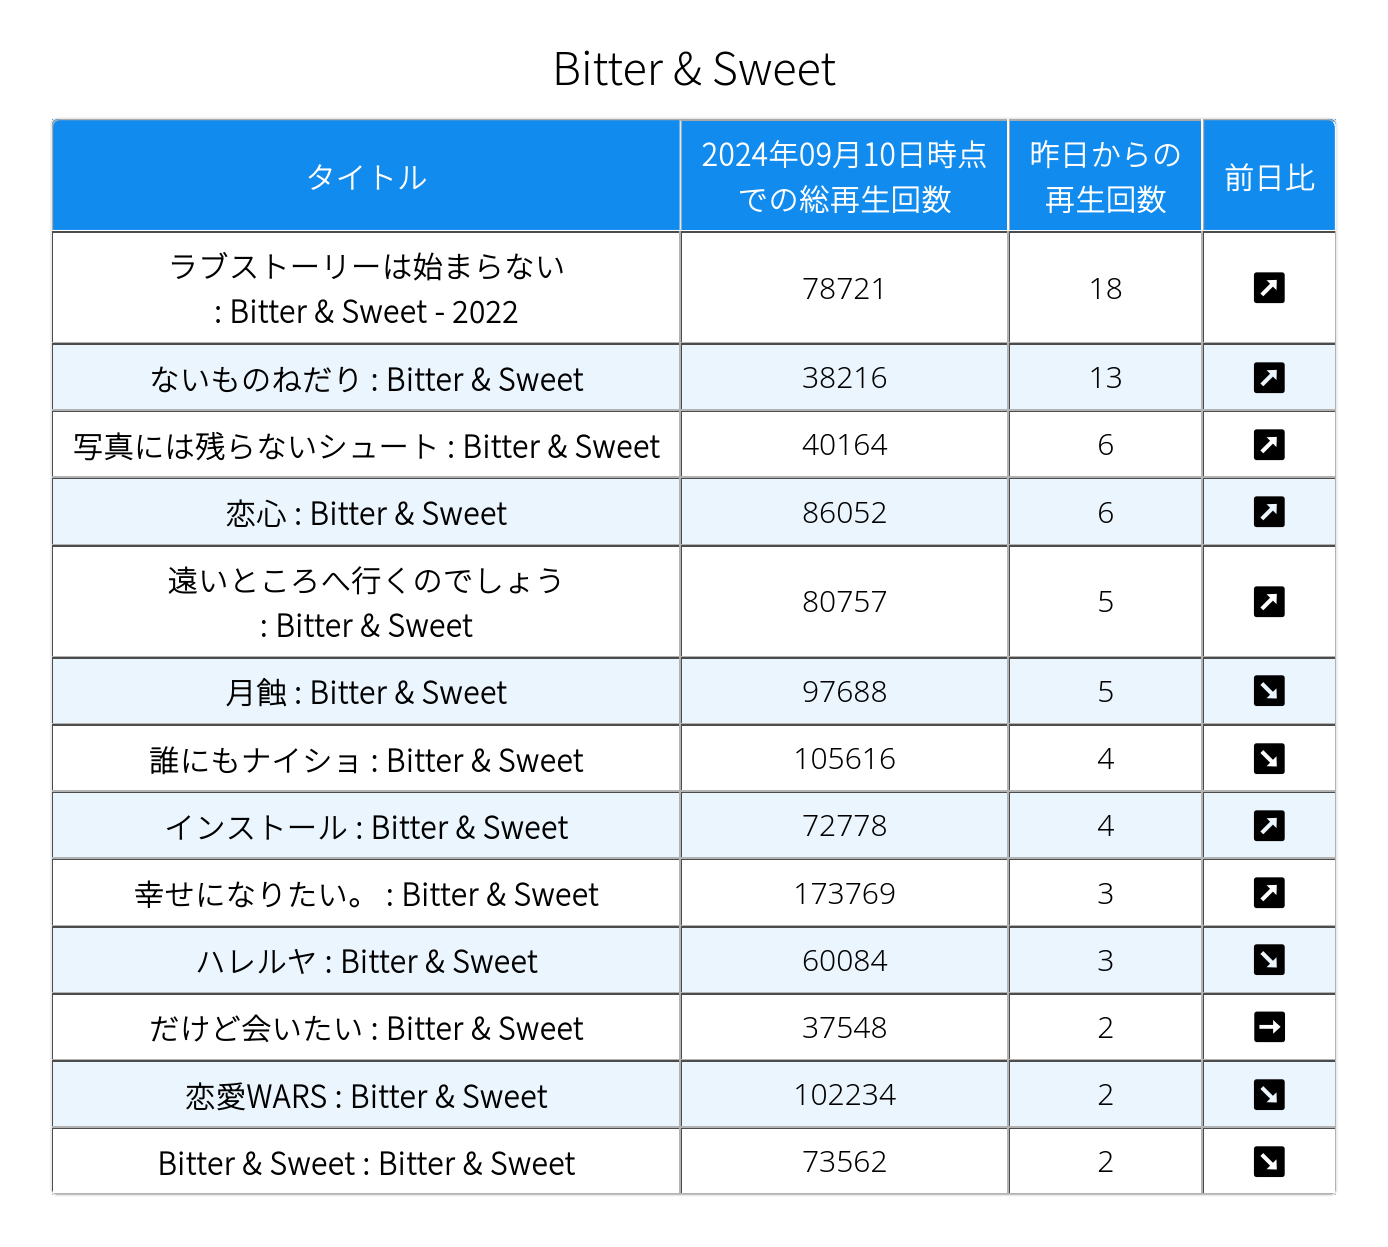 Bitter & Sweet
タイトル
2024年09月10日時点
での総再生回数
昨日からの
再生回数
前日比
ラブストーリーは始まらない
: Bitter & Sweet - 2022
78721
18
ないものねだり : Bitter & Sweet
38216
13
写真には残らないシュート : Bitter & Sweet
40164
6
恋心 : Bitter & Sweet
86052
6
遠いところへ行くのでしょう
: Bitter & Sweet
80757
5
月蝕 : Bitter & Sweet
97688
5
誰にもナイショ : Bitter & Sweet
105616
4
インストール : Bitter & Sweet
72778
4
幸せになりたい。 : Bitter & Sweet
173769
3
ハレルヤ : Bitter & Sweet
60084
3
だけど会いたい : Bitter & Sweet
37548
2
恋愛WARS : Bitter & Sweet
102234
2
Bitter & Sweet : Bitter & Sweet
73562
2